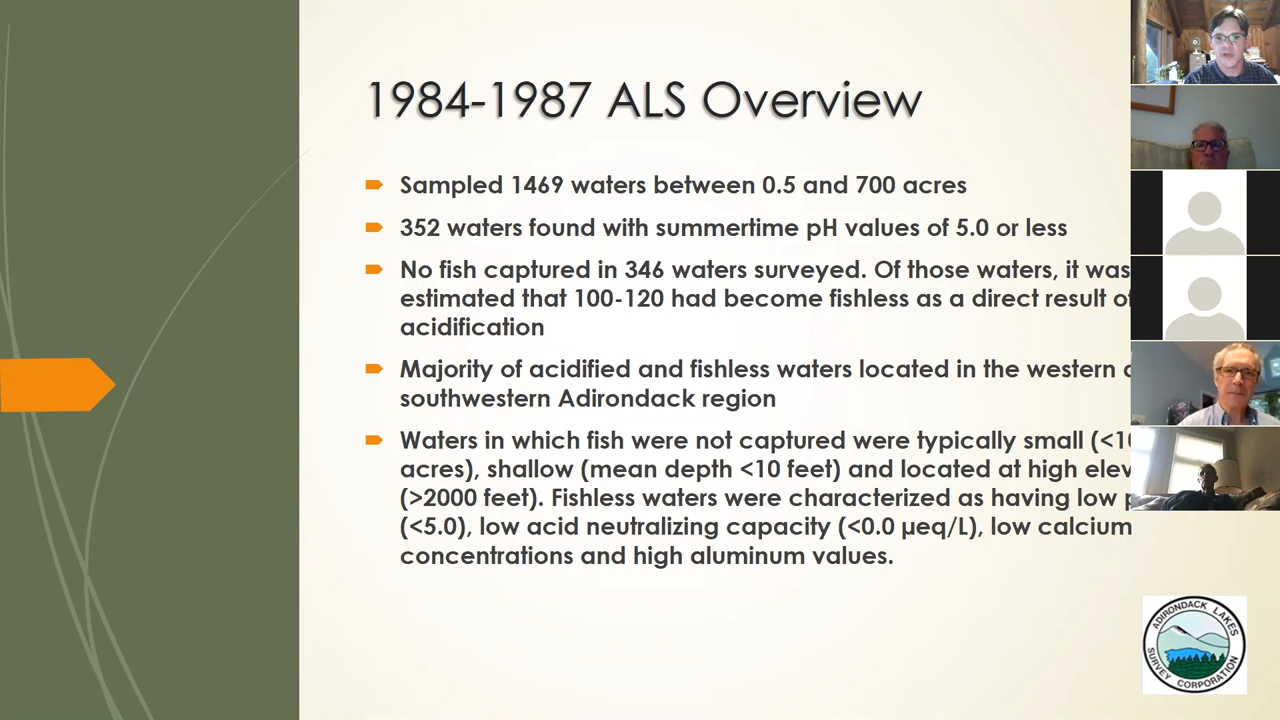 1984-1987 ALS Overview
Sampled 1469 waters between 0.5 and 700 acres
352 waters found with summertime pH values of 5.0 or less
No fish captured in 346 waters surveyed. Of those waters, it was
estimated that 100-120 had become fishless as a direct result of
acidification
Majority of acidified and fishless waters located in the western
southwestern Adirondack region
Waters in which fish were not captured were typically small
acres), shallow (mean depth <10 feet) and located at high
(>2000 feet). Fishless waters were characterized as having low
(<5.0), low acid neutralizing capacity (<0.0 µeq/L), low calcium
concentrations and high aluminum values.
ADIRONDACK LAKES
SURVEY CORPORATION